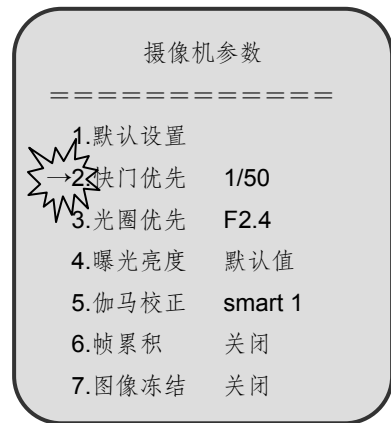 摄像机参数
============
1.默认设置
→2.快门优先 1/50
3.光圈优先 F2.4
4.曝光亮度 默认值
5.伽马校正 smart 1
6.帧累积 关闭
7.图像冻结 关闭